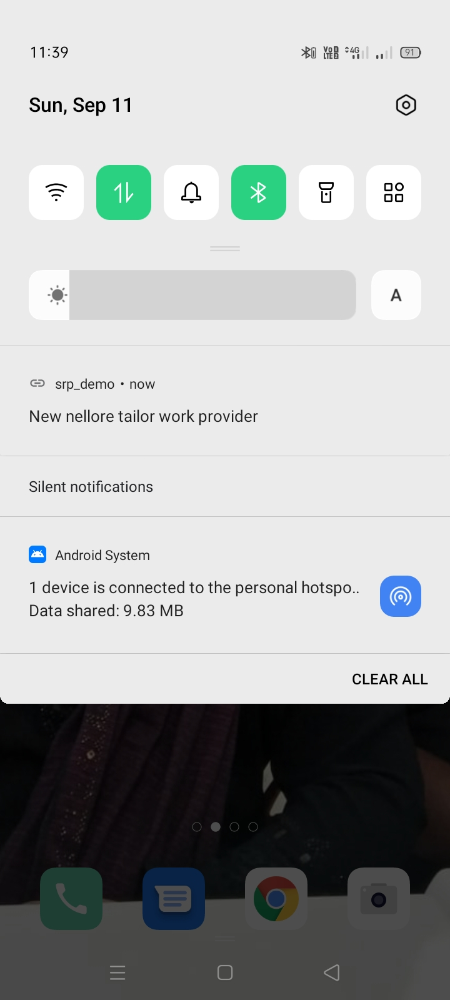 11:39
Vo D LTE 2 4G 91
Sun, Sep 11
A
srp_demo • now
New nellore tailor work provider
Silent notifications
Android System
1 device is connected to the personal hotspo..
Data shared: 9.83 MB
CLEAR ALL